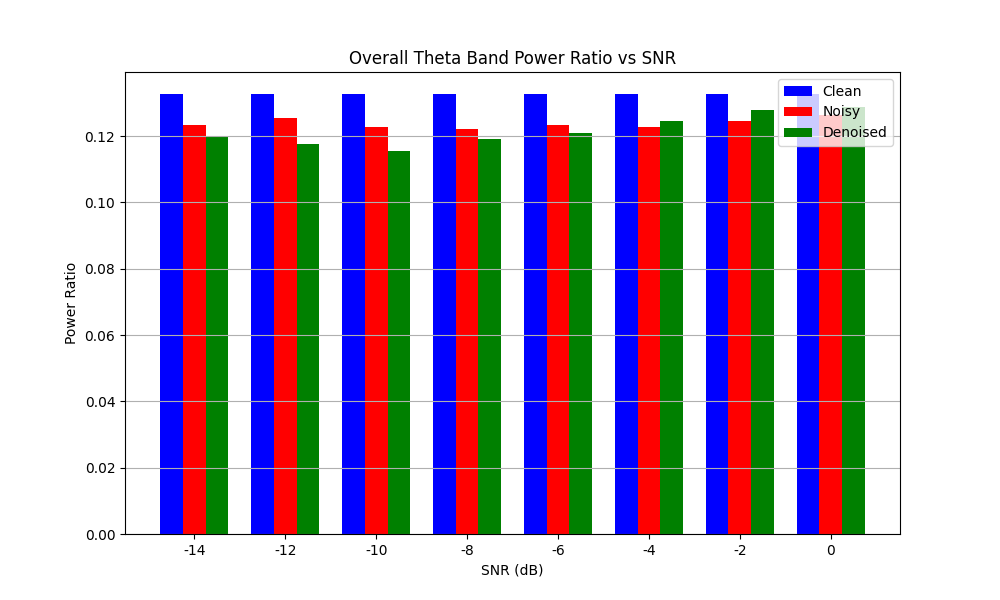 Overall Theta Band Power Ratio vs SNR
Clean
Noisy
Denoised
Power Ratio
0.12
0.10
0.08
0.06
0.04
0.02
0.00
-14 -12 -10 -8 -6 -4 -2 0
SNR (dB)